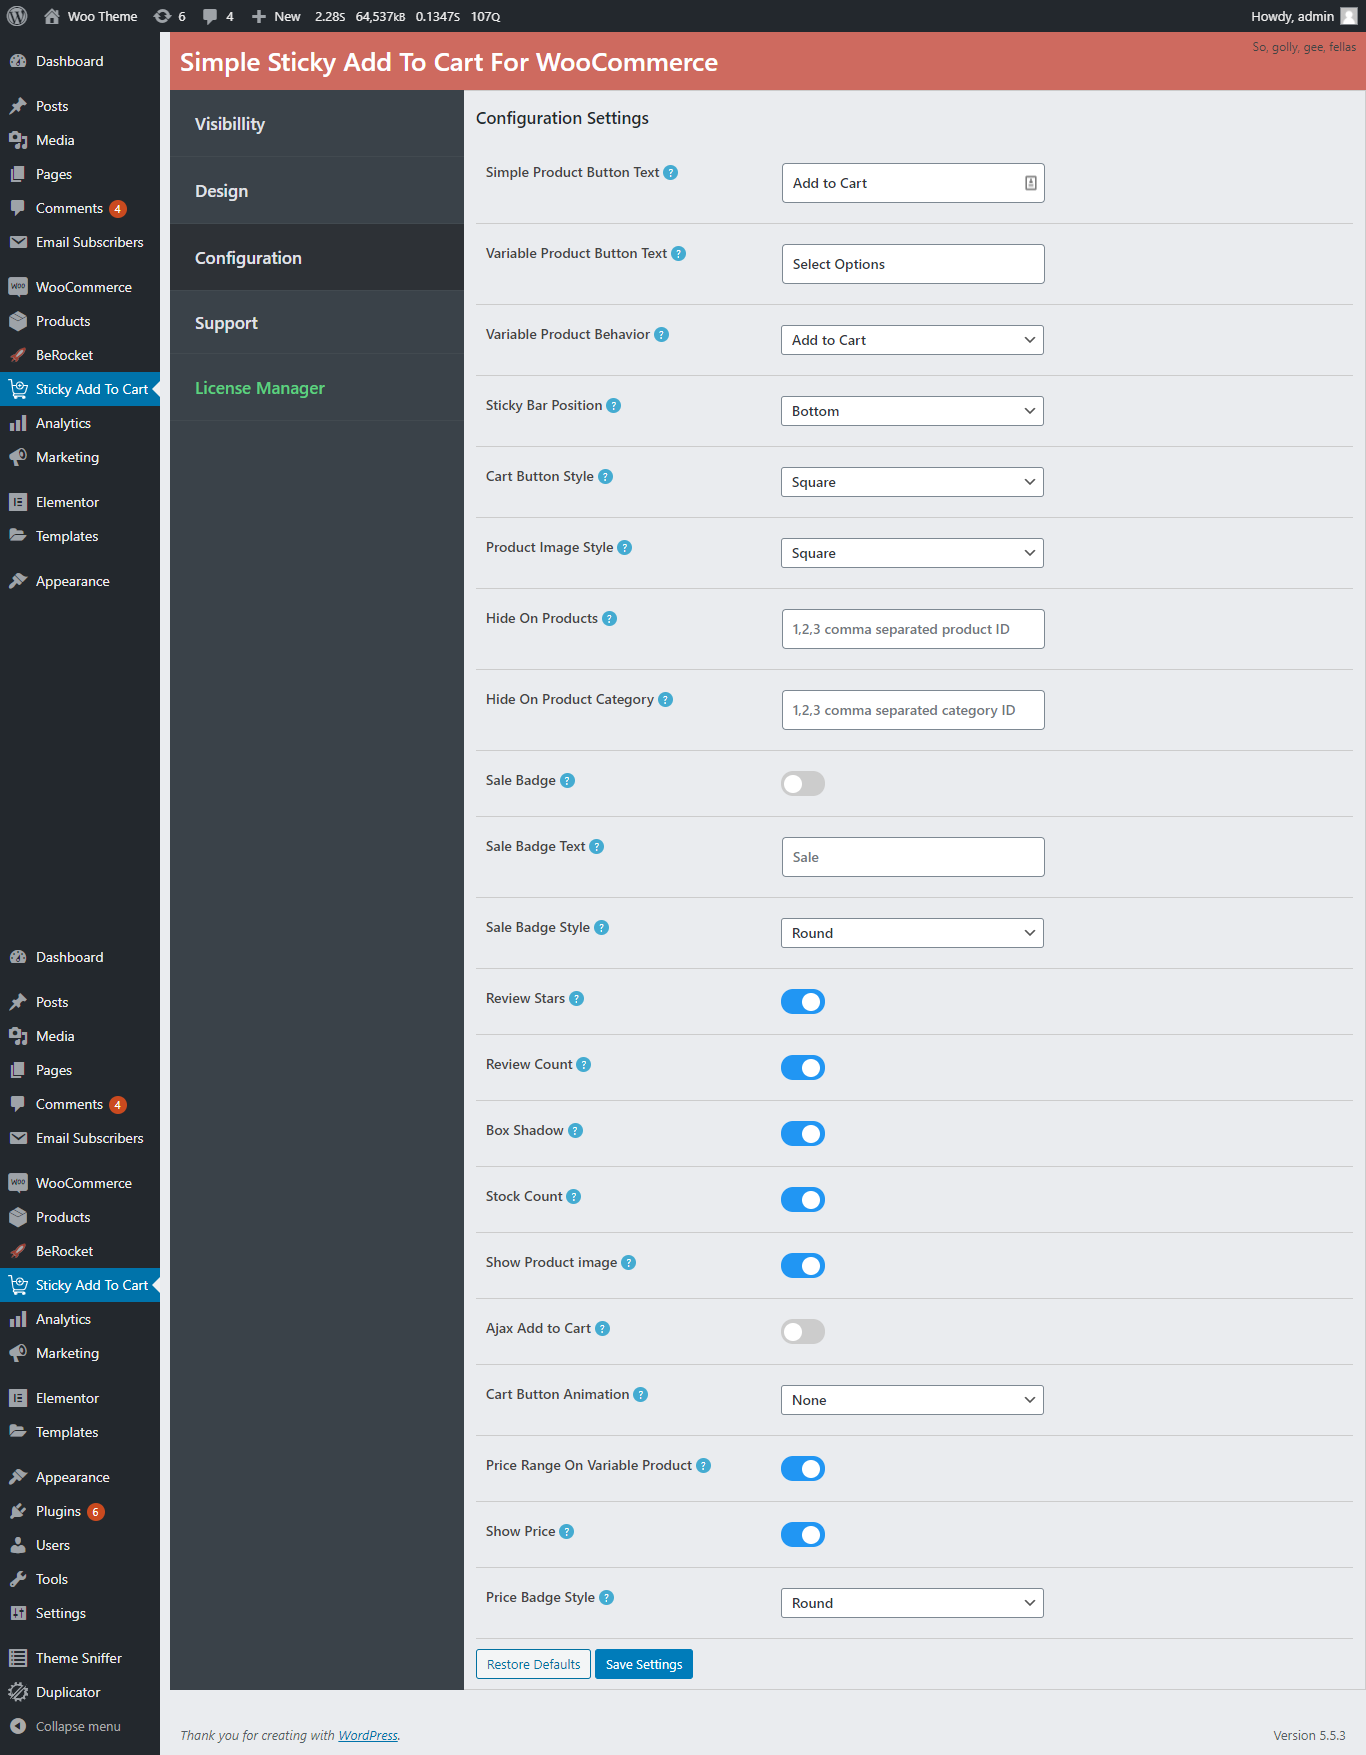 Woo Theme 6 4 New 2.28S 64,537KB 0.1347S 107Q Howdy, admin
So, golly, gee, fellas
Simple Sticky Add To Cart For WooCommerce
Dashboard
Posts
Media
Pages
Comments 4
Email Subscribers
WooCommerce
Products
BeRocket
Sticky Add To Cart
Analytics
Marketing
Elementor
Templates
Appearance
Dashboard
Posts
Media
Pages
Comments 4
Email Subscribers
WooCommerce
Products
BeRocket
Sticky Add To Cart
Analytics
Marketing
Elementor
Templates
Appearance
Plugins 6
Users
Tools
Settings
Theme Sniffer
Duplicator
Collapse menu
Visibillity
Design
Configuration
Support
License Manager
Configuration Settings
Simple Product Button Text ? Add to Cart
Variable Product Button Text ? Select Options
Variable Product Behavior ? Add to Cart
Sticky Bar Position ? Bottom
Cart Button Style ? Square
Product Image Style ? Square
Hide On Products ? 1,2,3 comma separated product ID
Hide On Product Category ? 1,2,3 comma separated category ID
Sale Badge ?
Sale Badge Text ? Sale
Sale Badge Style ? Round
Review Stars ?
Review Count ?
Box Shadow ?
Stock Count ?
Show Product image ?
Ajax Add to Cart ?
Cart Button Animation ? None
Price Range On Variable Product ?
Show Price ?
Price Badge Style ? Round
Restore Defaults Save Settings
Thank you for creating with WordPress. Version 5.5.3